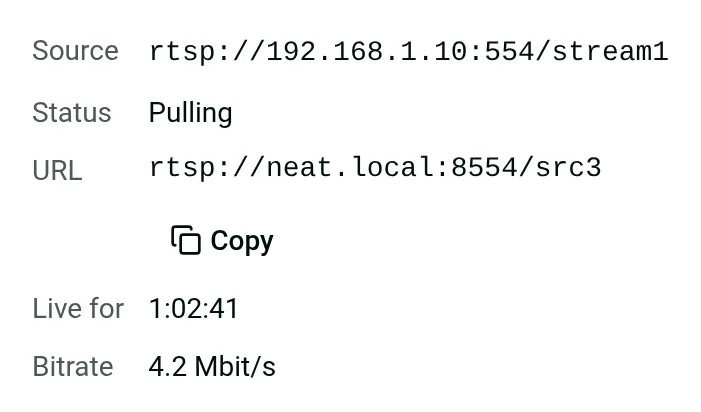 Source rtsp://192.168.1.10:554/stream1
Status Pulling
URL rtsp://neat.local:8554/src3
Copy
Live for 1:02:41
Bitrate 4.2 Mbit/s